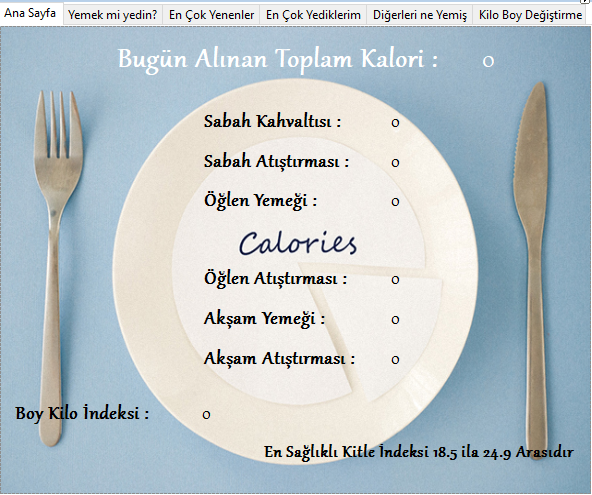 Ana Sayfa Yemek mi yedin? En Çok Yenenler En Çok Yediklerim Diğerleri ne Yemiş Kilo Boy Değiştirme
Bugün Alınan Toplam Kalori : 0
Sabah Kahvaltısı : 0
Sabah Atıştırması : 0
Öğlen Yemeği : 0
Calories
Öğlen Atıştırması : 0
Akşam Yemeği : 0
Akşam Atıştırması : 0
Boy Kilo İndeksi : 0
En Sağlıklı Kitle İndeksi 18.5 ila 24.9 Arasıdır